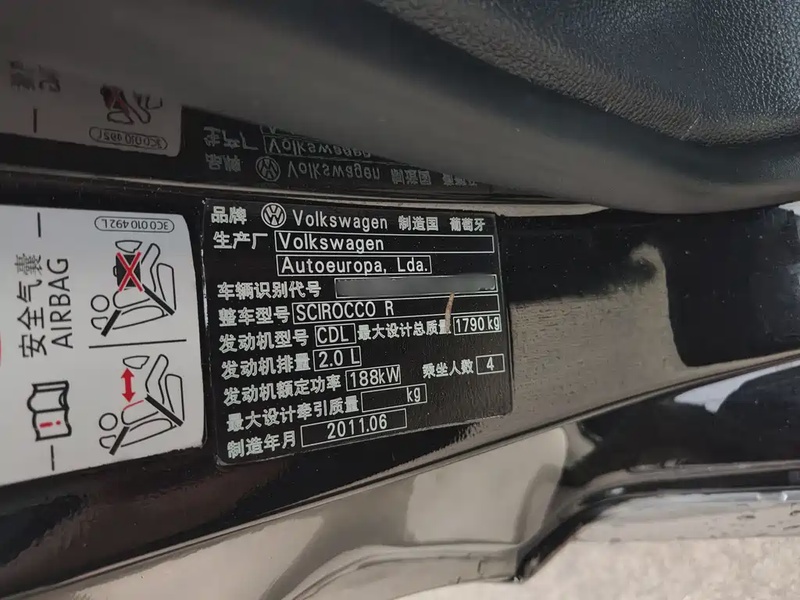 3C0 010 492 L
安全气囊
AIRBAG
品牌 Volkswagen 制造国 葡萄牙
生产厂 Volkswagen
Autoeuropa, Lda.
车辆识别代号
整车型号 SCIROCCO R
发动机型号 CDL 最大设计总质量 1790 kg
发动机排量 2.0 L
乘坐人数 4
发动机额定功率 188kW
最大设计牵引质量 kg
制造年月 2011.06